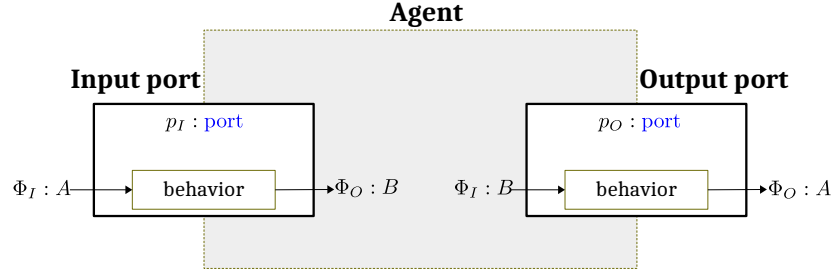 Agent
Input port
Output port
p_I : port
p_O : port
Φ_I : A
behavior
Φ_O : B
Φ_I : B
behavior
Φ_O : A